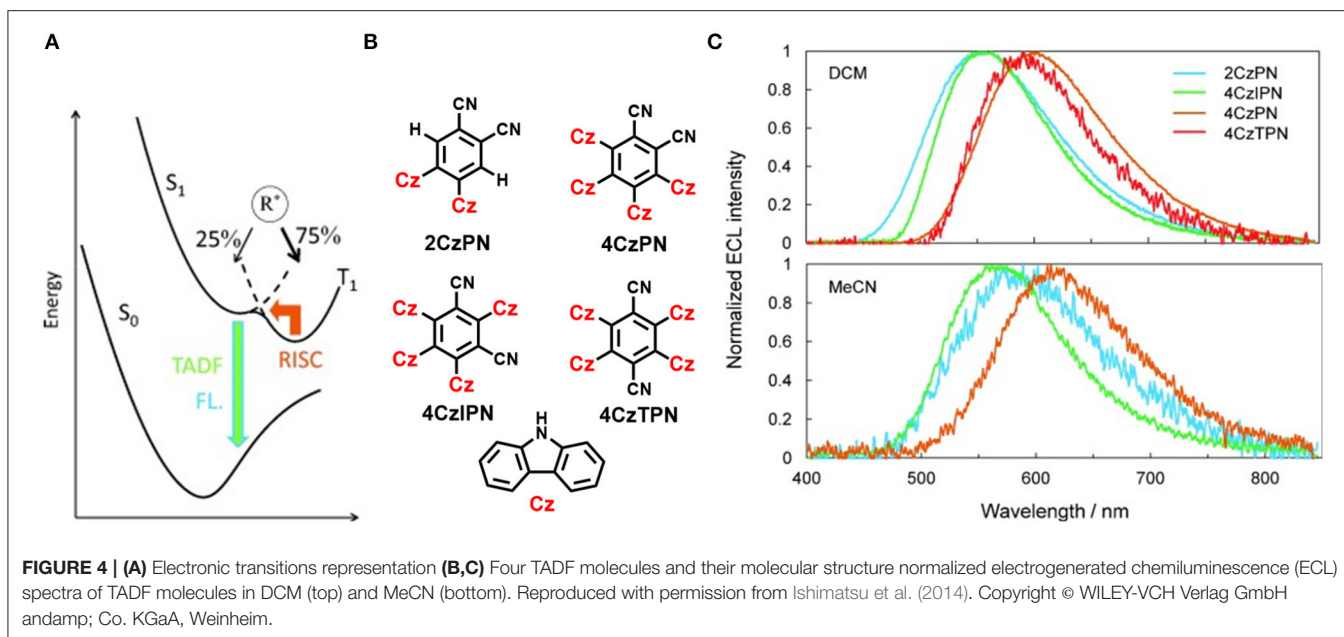 A
B
C
Energy
S1
S0
R*
25%
75%
T1
TADF
FL.
RISC
CN
H
CN
Cz
H
Cz
2CzPN
CN
Cz
CN
Cz
Cz
Cz
4CzPN
CN
Cz
Cz
Cz
CN
Cz
4CzIPN
CN
Cz
Cz
Cz
Cz
CN
4CzTPN
H
N
Cz
Normalized ECL intensity
1
0.8
0.6
0.4
0.2
0
DCM
2CzPN
4CzIPN
4CzPN
4CzTPN
1
0.8
0.6
0.4
0.2
0
MeCN
400 500 600 700 800
Wavelength / nm
FIGURE 4 | (A) Electronic transitions representation (B,C) Four TADF molecules and their molecular structure normalized electrogenerated chemiluminescence (ECL)
spectra of TADF molecules in DCM (top) and MeCN (bottom). Reproduced with permission from Ishimatsu et al. (2014). Copyright © WILEY-VCH Verlag GmbH
andamp; Co. KGaA, Weinheim.